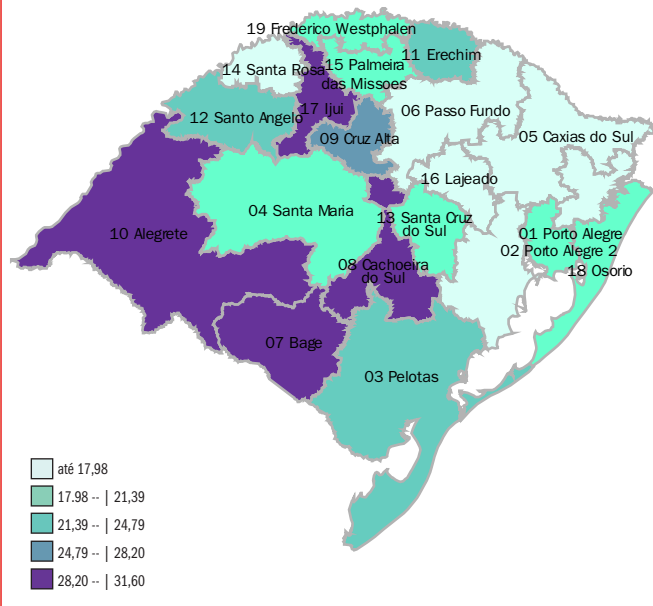 19 Frederico Westphalen
11 Erechim
15 Palmeira
das Missoes
14 Santa Rosa
17 Ijui
06 Passo Fundo
12 Santo Angelo
09 Cruz Alta
05 Caxias do Sul
16 Lajeado
04 Santa Maria
13 Santa Cruz
do Sul
10 Alegrete
01 Porto Alegre
02 Porto Alegre 2
08 Cachoeira
do Sul
18 Osorio
07 Bage
03 Pelotas
até 17,98
17.98 -- | 21,39
21,39 -- | 24,79
24,79 -- | 28,20
28,20 -- | 31,60